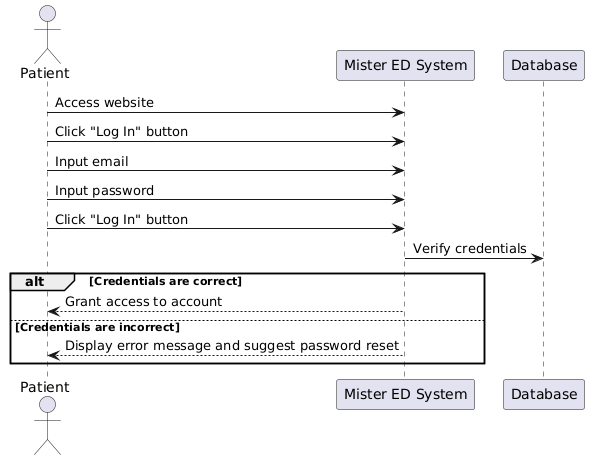 Patient
Mister ED System
Database
Access website
Click "Log In" button
Input email
Input password
Click "Log In" button
Verify credentials
alt
[Credentials are correct]
Grant access to account
[Credentials are incorrect]
Display error message and suggest password reset
Patient
Mister ED System
Database